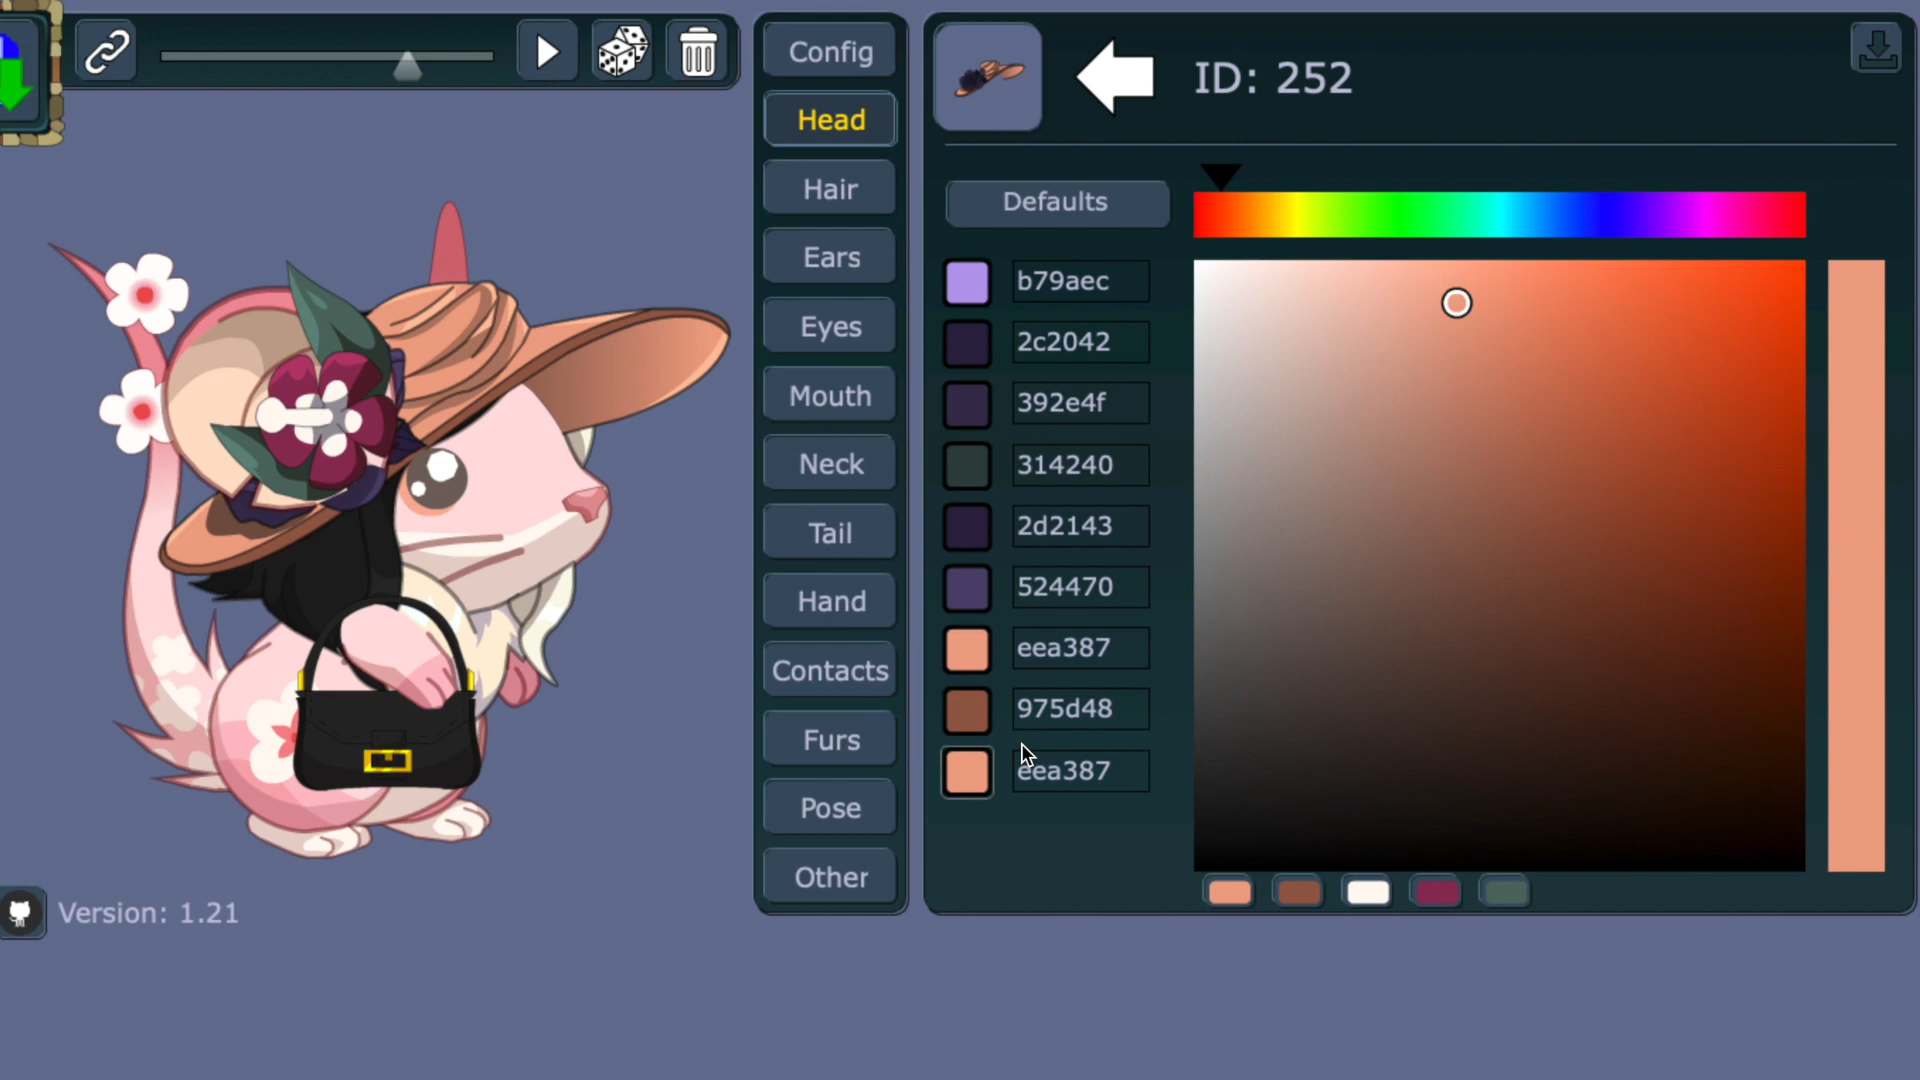 Config
Head
Hair
Ears
Eyes
Mouth
Neck
Tail
Hand
Contacts
Furs
Pose
Other
ID: 252
Defaults
b79aec
2c2042
392e4f
314240
2d2143
524470
eea387
975d48
eea387
Version: 1.21